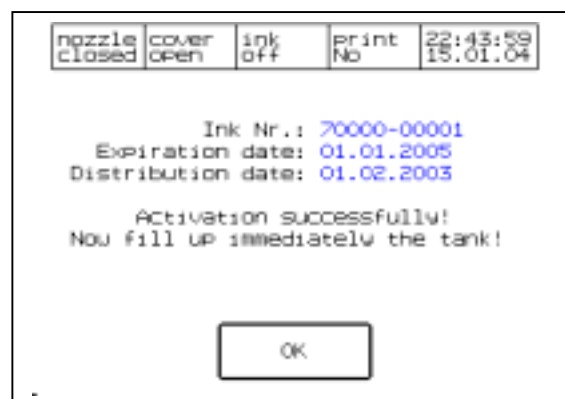 nozzle cover ink print 22:43:59
closed open off No 15.01.04
Ink Nr.: 70000-00001
Expiration date: 01.01.2005
Distribution date: 01.02.2003
Activation successfully!
Now fill up immediately the tank!
OK